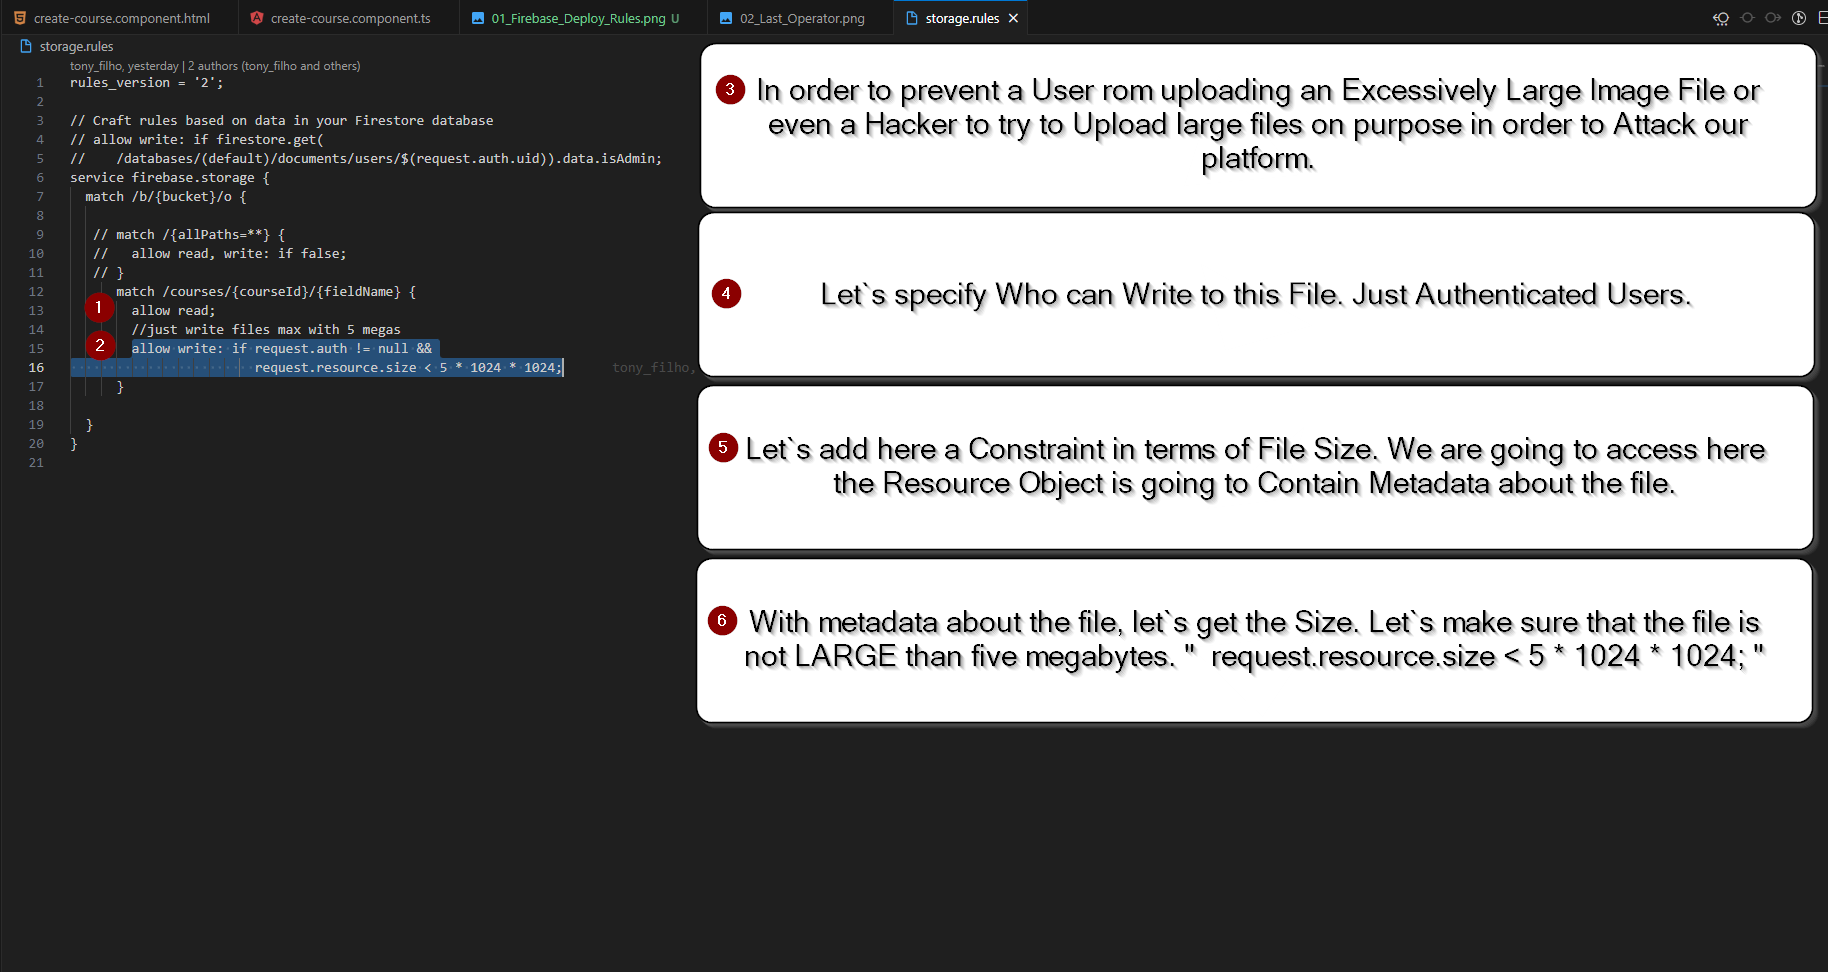 create-course.component.html
create-course.component.ts
01_Firebase_Deploy_Rules.png U
02_Last_Operator.png
storage.rules
storage.rules
tony_filho, yesterday | 2 authors (tony_filho and others)
1 rules_version = '2';
2
3 // Craft rules based on data in your Firestore database
4 // allow write: if firestore.get(
5 //    /databases/(default)/documents/users/$(request.auth.uid)).data.isAdmin;
6 service firebase.storage {
7   match /b/{bucket}/o {
8
9    // match /{allPaths=**} {
10    //   allow read, write: if false;
11    // }
12       match /courses/{courseId}/{fieldName} {
13         allow read;
14         //just write files max with 5 megas
15         allow write: if request.auth != null &&
16                         request.resource.size < 5 * 1024 * 1024;
tony_filho,
17       }
18
19   }
20 }
21
1
2
3 In order to prevent a User rom uploading an Excessively Large Image File or
even a Hacker to try to Upload large files on purpose in order to Attack our
platform.
4 Let`s specify Who can Write to this File. Just Authenticated Users.
5 Let`s add here a Constraint in terms of File Size. We are going to access here
the Resource Object is going to Contain Metadata about the file.
6 With metadata about the file, let`s get the Size. Let`s make sure that the file is
not LARGE than five megabytes. "  request.resource.size < 5 * 1024 * 1024; "